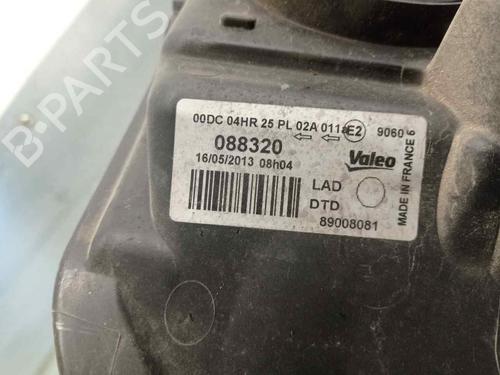 00DC 04HR 25 PL 02A 011 E2 9060 6
088320
16/05/2013 08h04
Valeo
LAD
DTD
89008081
MADE IN FRANCE
B-PARTS